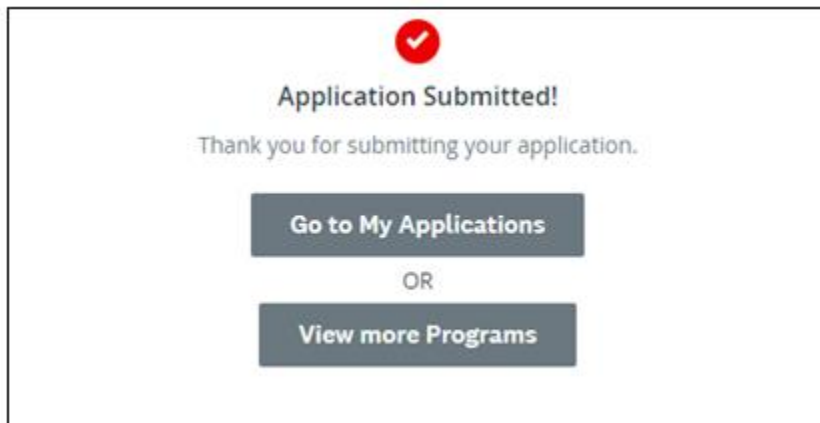 Application Submitted!
Thank you for submitting your application.
Go to My Applications
OR
View more Programs